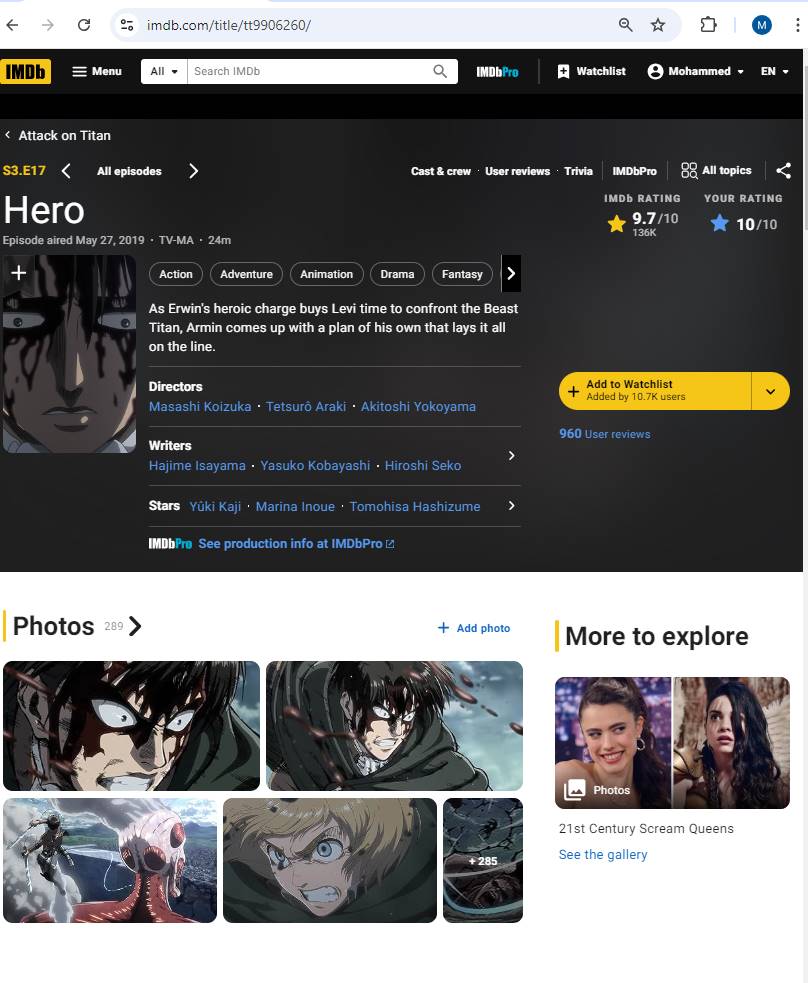 imdb.com/title/tt9906260/
M
IMDb
Menu
All
Search IMDb
IMDbPro
Watchlist
Mohammed
EN
Attack on Titan
S3.E17
All episodes
Cast & crew · User reviews · Trivia
IMDbPro
All topics
Hero
Episode aired May 27, 2019 · TV-MA · 24m
IMDb RATING
9.7/10
136K
YOUR RATING
10/10
Action
Adventure
Animation
Drama
Fantasy
As Erwin's heroic charge buys Levi time to confront the Beast
Titan, Armin comes up with a plan of his own that lays it all
on the line.
Directors
Masashi Koizuka · Tetsurô Araki · Akitoshi Yokoyama
Writers
Hajime Isayama · Yasuko Kobayashi · Hiroshi Seko
Stars Yûki Kaji · Marina Inoue · Tomohisa Hashizume
IMDbPro See production info at IMDbPro
Add to Watchlist
Added by 10.7K users
960 User reviews
Photos 289
+ Add photo
+ 285
More to explore
Photos
21st Century Scream Queens
See the gallery